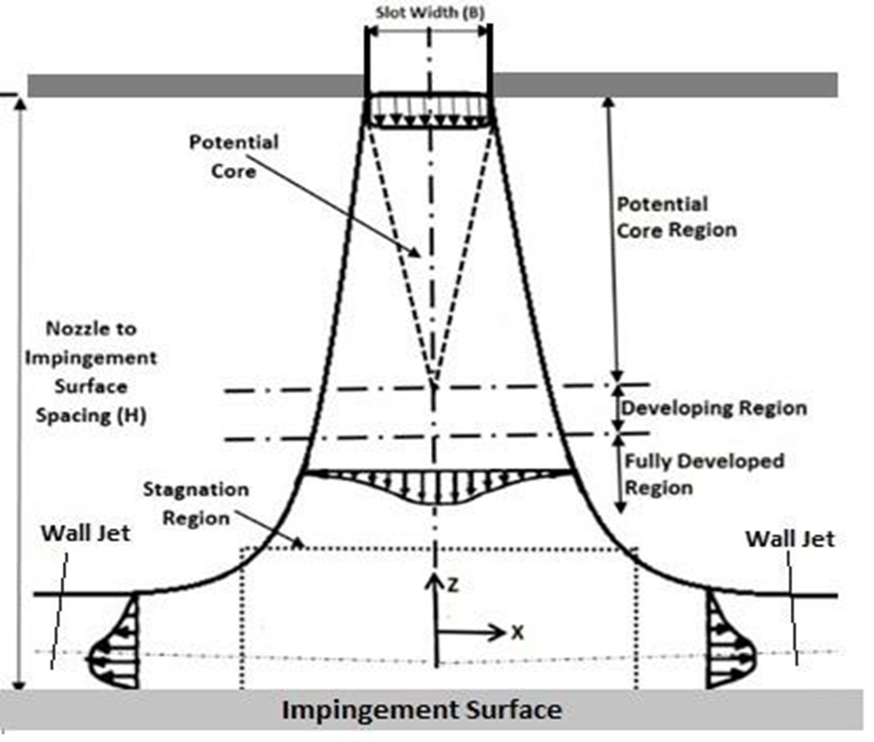 Slot Width (B)
Potential
Core
Potential
Core Region
Nozzle to
Impingement
Surface
Spacing (H)
Developing Region
Fully Developed
Region
Stagnation
Region
Wall Jet
Wall Jet
Z
X
Impingement Surface